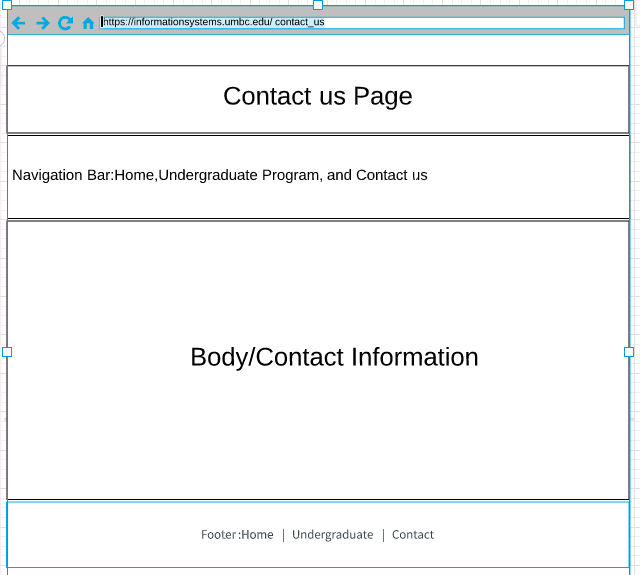 https://informationsystems.umbc.edu/ contact_us
Contact us Page
Navigation Bar:Home,Undergraduate Program, and Contact us
Body/Contact Information
Footer:Home | Undergraduate | Contact